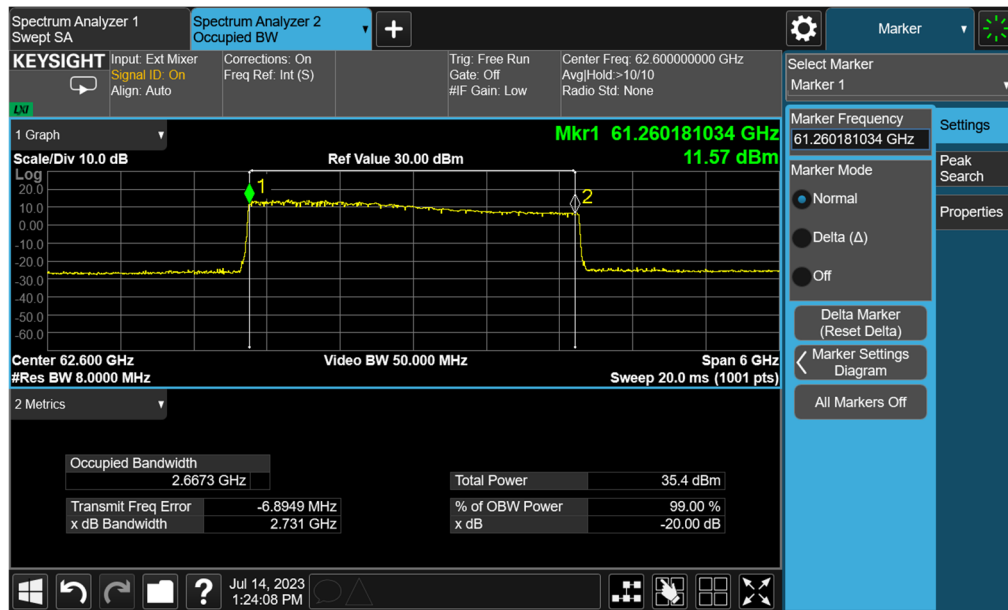 Spectrum Analyzer 1
Swept SA
Spectrum Analyzer 2
Occupied BW
Marker
KEYSIGHT
Input: Ext Mixer
Signal ID: On
Align: Auto
Corrections: On
Freq Ref: Int (S)
Trig: Free Run
Gate: Off
#IF Gain: Low
Center Freq: 62.600000000 GHz
Avg|Hold:>10/10
Radio Std: None
LXI
Select Marker
Marker 1
1 Graph
Mkr1 61.260181034 GHz
11.57 dBm
Scale/Div 10.0 dB
Ref Value 30.00 dBm
Log
20.0
10.0
0.00
-10.0
-20.0
-30.0
-40.0
-50.0
-60.0
1
2
Center 62.600 GHz
Video BW 50.000 MHz
Span 6 GHz
#Res BW 8.0000 MHz
Sweep 20.0 ms (1001 pts)
Marker Frequency
61.260181034 GHz
Marker Mode
Normal
Delta (Δ)
Off
Delta Marker
(Reset Delta)
Marker Settings
Diagram
All Markers Off
Settings
Peak
Search
Properties
2 Metrics
Occupied Bandwidth
2.6673 GHz
Total Power 35.4 dBm
Transmit Freq Error -6.8949 MHz
% of OBW Power 99.00 %
x dB Bandwidth 2.731 GHz
x dB -20.00 dB
?
Jul 14, 2023
1:24:08 PM